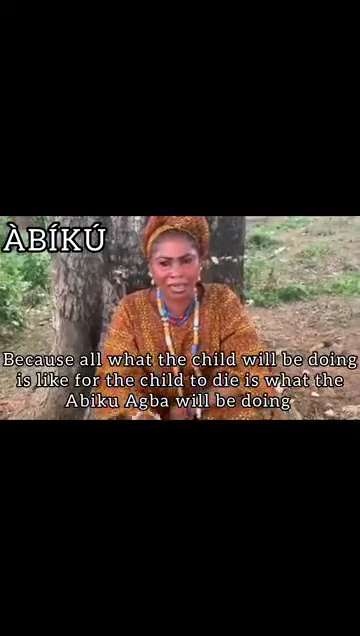 ÀBÍKÚ
Because all what the child will be doing
is like for the child to die is what the
Abiku Agba will be doing